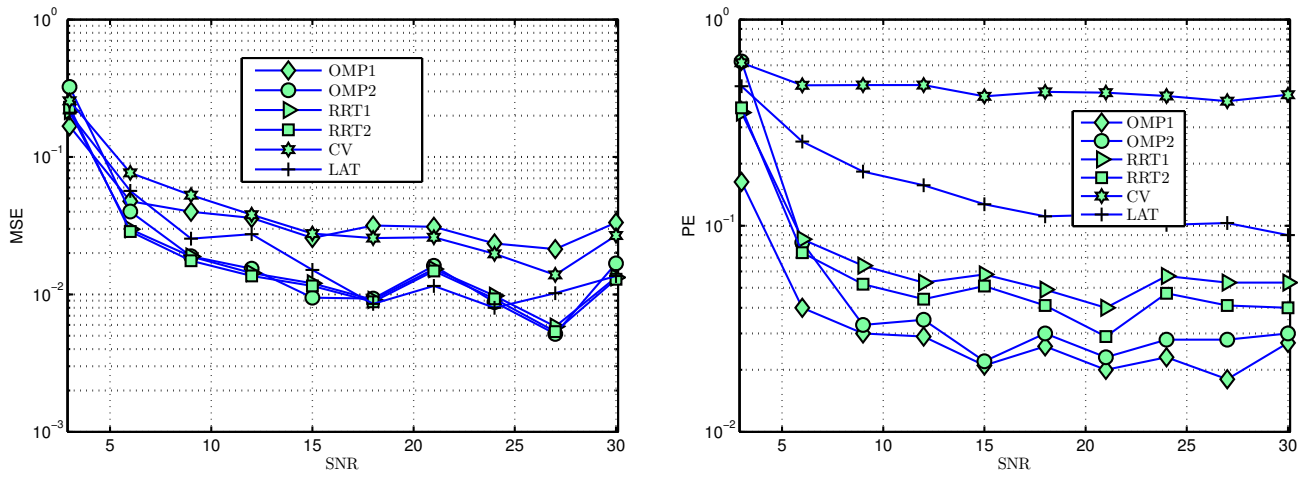 10^0
10^-1
10^-2
10^-3
MSE
5 10 15 20 25 30
SNR
OMP1
OMP2
RRT1
RRT2
CV
LAT
10^0
10^-1
10^-2
PE
5 10 15 20 25 30
SNR
OMP1
OMP2
RRT1
RRT2
CV
LAT